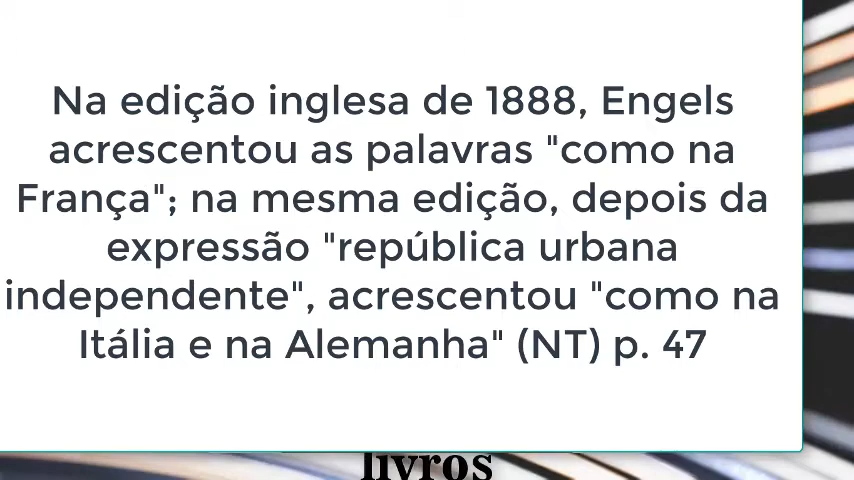 Na edição inglesa de 1888, Engels
acrescentou as palavras "como na
França"; na mesma edição, depois da
expressão "república urbana
independente", acrescentou "como na
Itália e na Alemanha" (NT) p. 47
livros